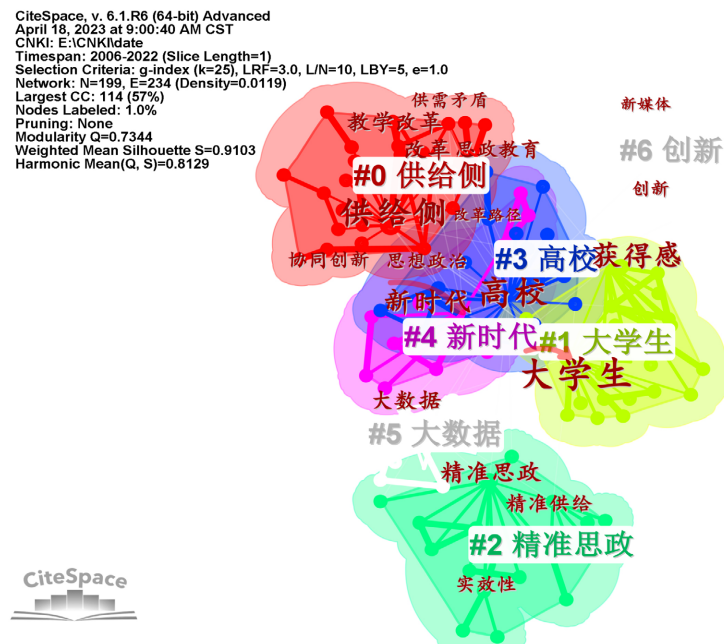 CiteSpace, v. 6.1.R6 (64-bit) Advanced
April 18, 2023 at 9:00:40 AM CST
CNKI: E:\CNKI\date
Timespan: 2006-2022 (Slice Length=1)
Selection Criteria: g-index (k=25), LRF=3.0, L/N=10, LBY=5, e=1.0
Network: N=199, E=234 (Density=0.0119)
Largest CC: 114 (57%)
Nodes Labeled: 1.0%
Pruning: None
Modularity Q=0.7344
Weighted Mean Silhouette S=0.9103
Harmonic Mean(Q, S)=0.8129
供需矛盾
新媒体
教学改革
改革 思政教育
#6 创新
#0 供给侧
创新
供给侧
改革路径
协同创新
思想政治
#3 高校
获得感
新时代
高校
#4 新时代
#1 大学生
大学生
大数据
#5 大数据
精准思政
精准供给
#2 精准思政
实效性
CiteSpace